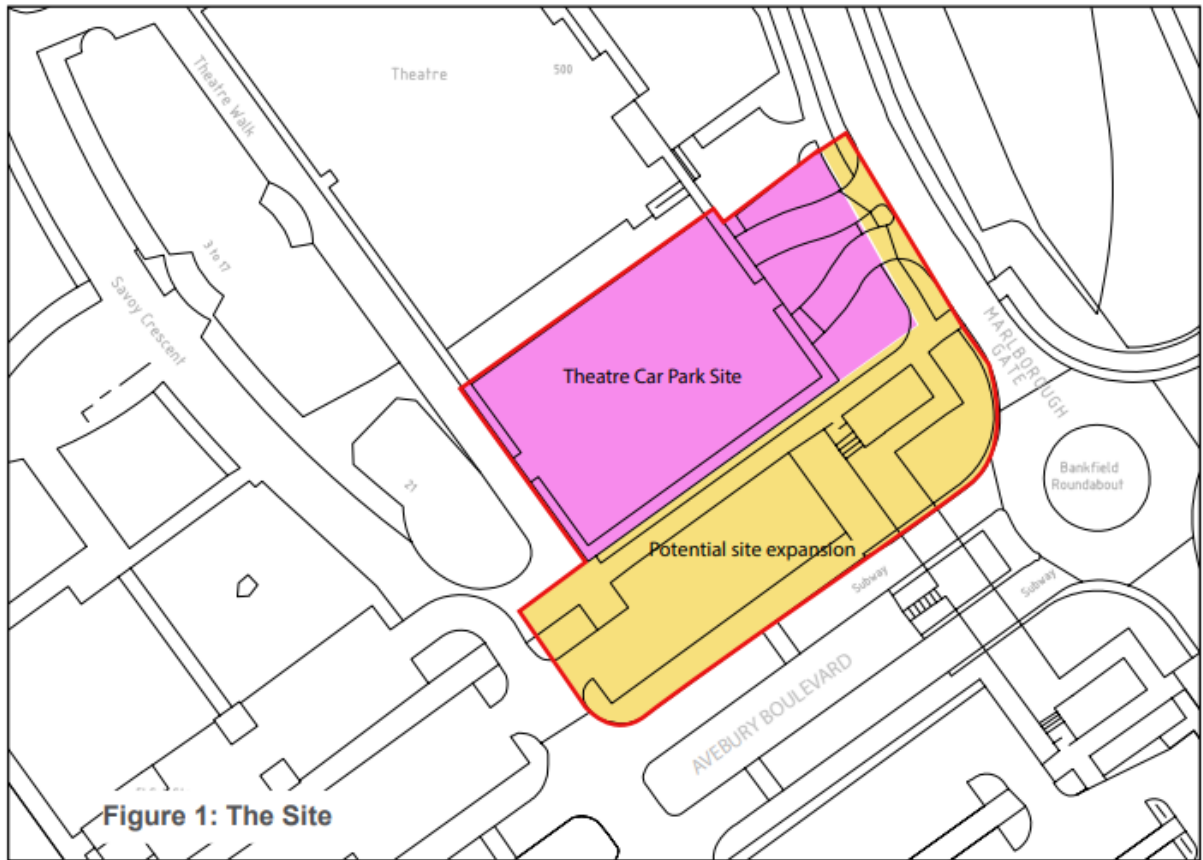 Theatre Walk
Theatre
500
3 to 17
Savoy Crescent
Theatre Car Park Site
MARLBOROUGH
GATE
21
Bankfield
Roundabout
Potential site expansion
Subway
Subway
AVEBURY BOULEVARD
Figure 1: The Site